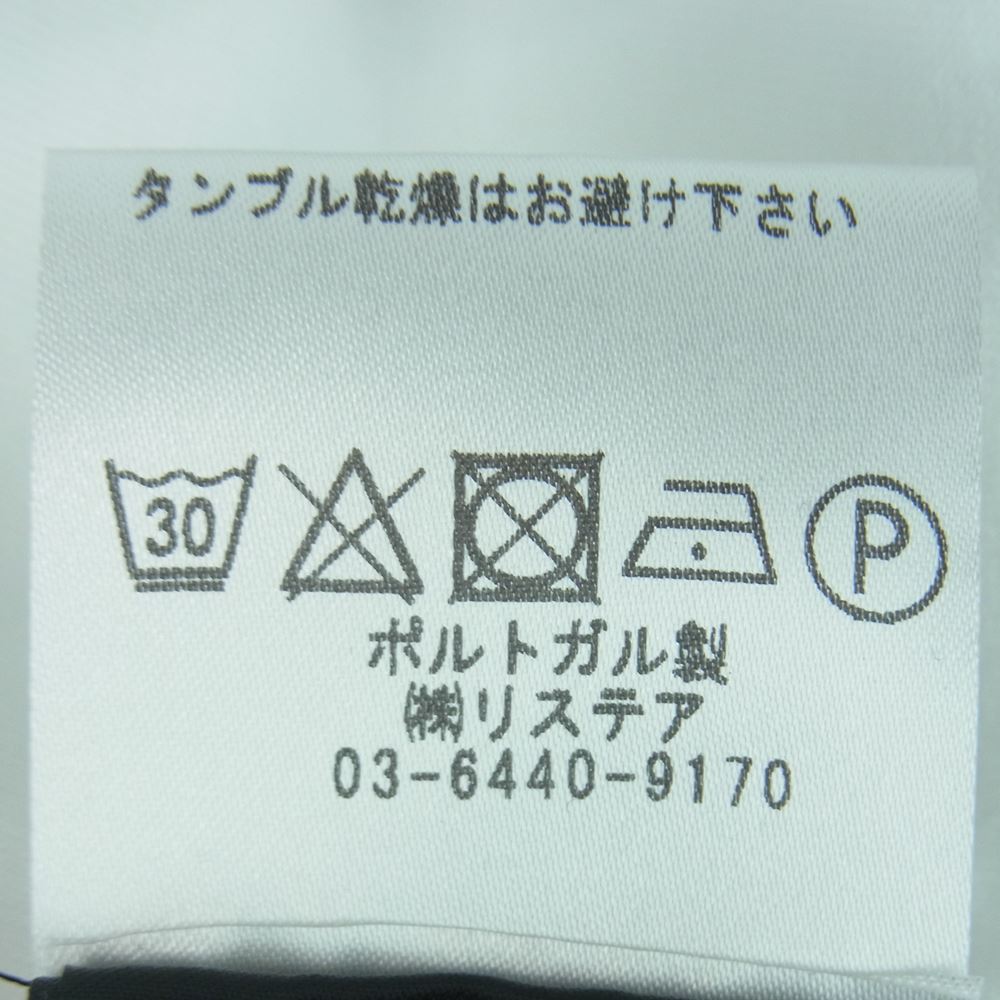 タンブル乾燥はお避け下さい
30 P
ポルトガル製
㈱リステア
03-6440-9170